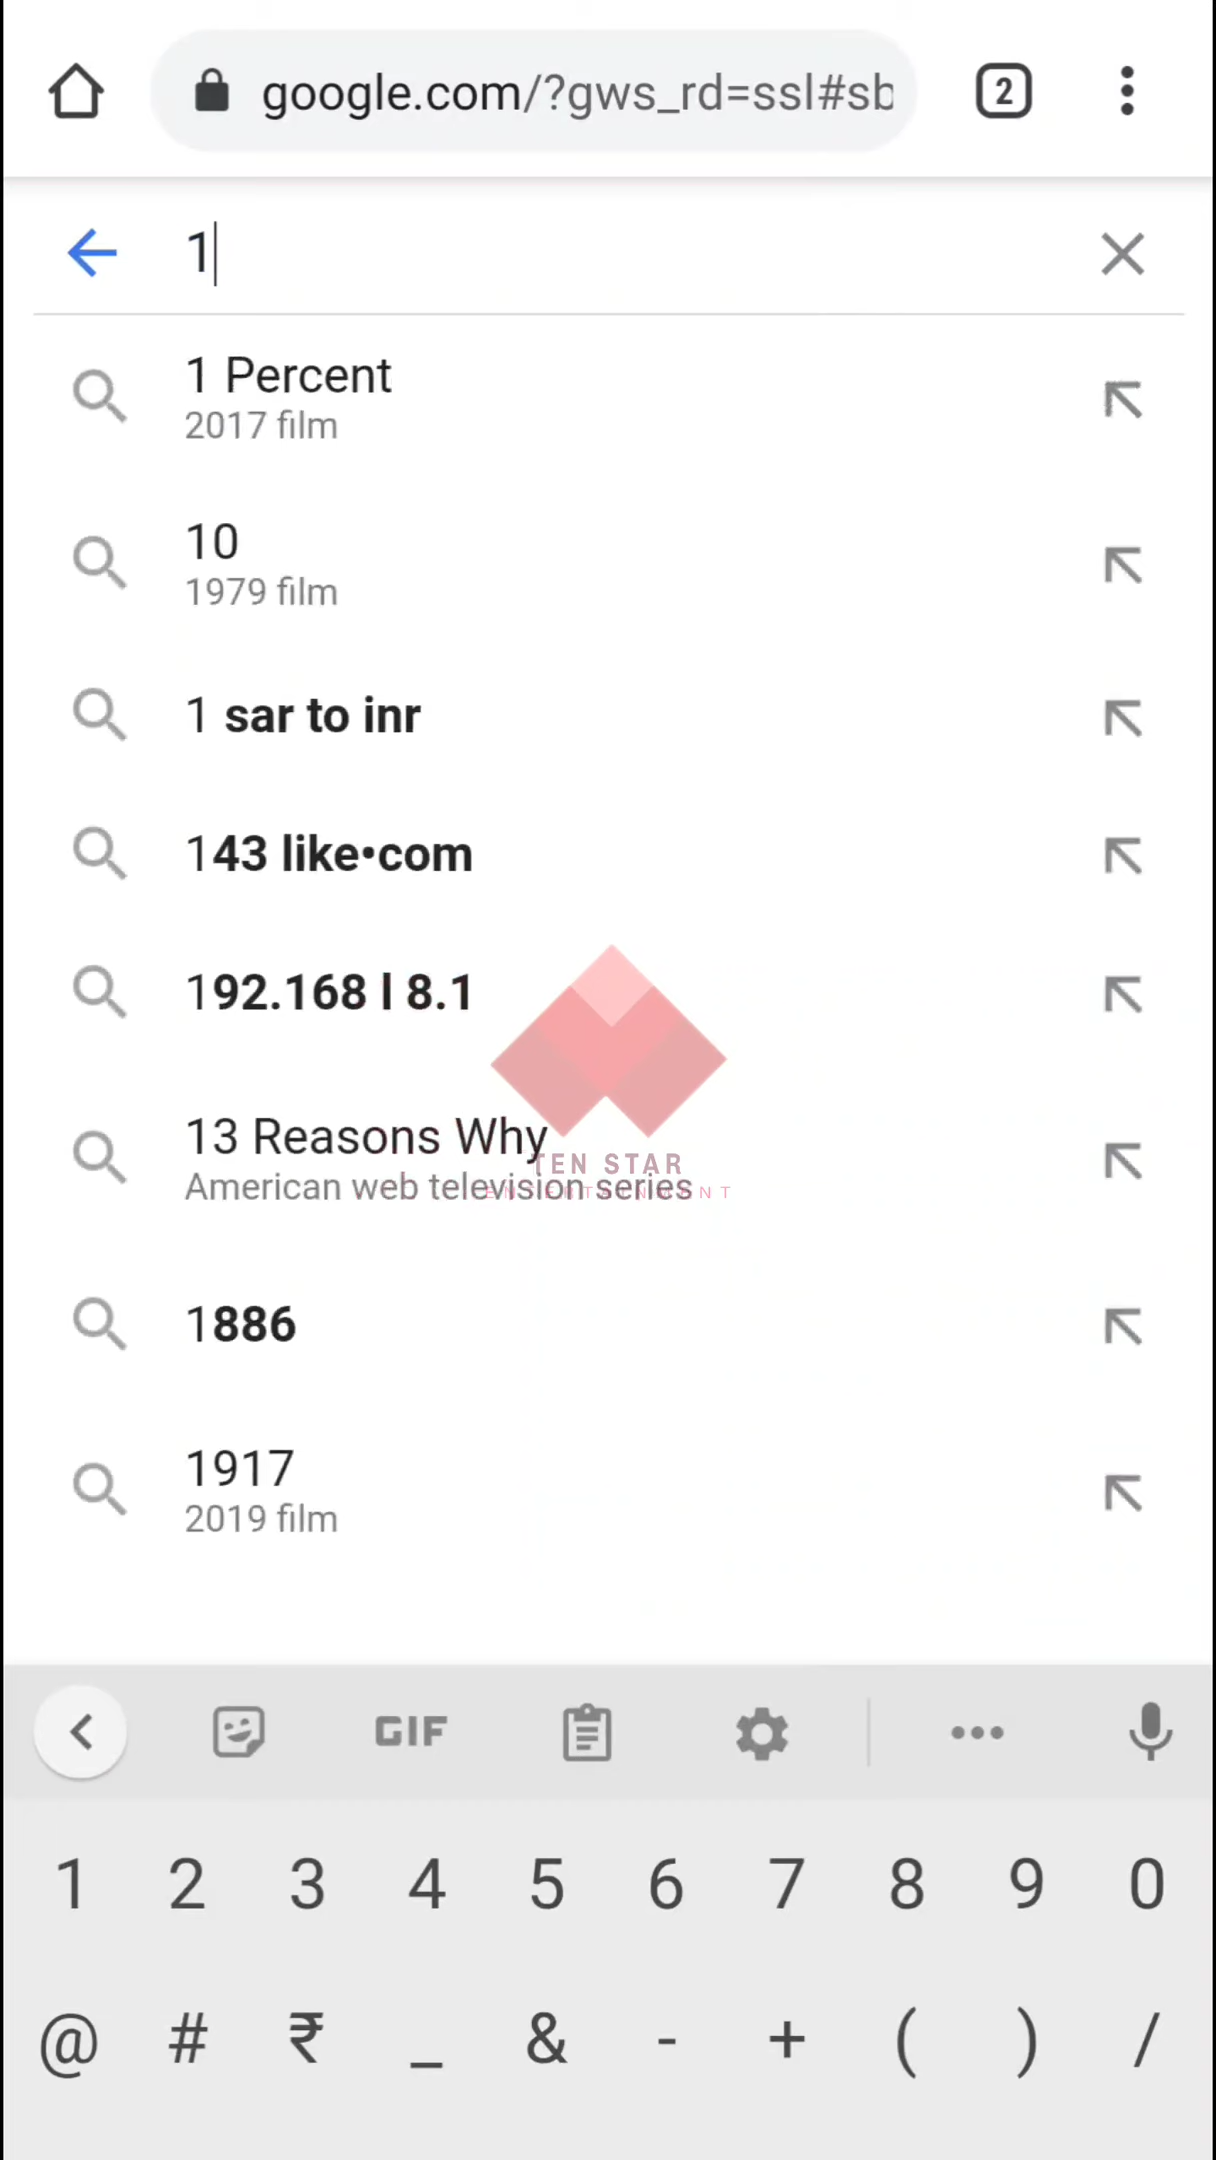 google.com/?gws_rd=ssl#sb
2
1
1 Percent
2017 film
10
1979 film
1 sar to inr
143 like•com
192.168 l 8.1
13 Reasons Why
TEN STAR
American web television series
ENTERTAINMENT
1886
1917
2019 film
GIF
1 2 3 4 5 6 7 8 9 0
@ # ₹ _ & - + ( ) /